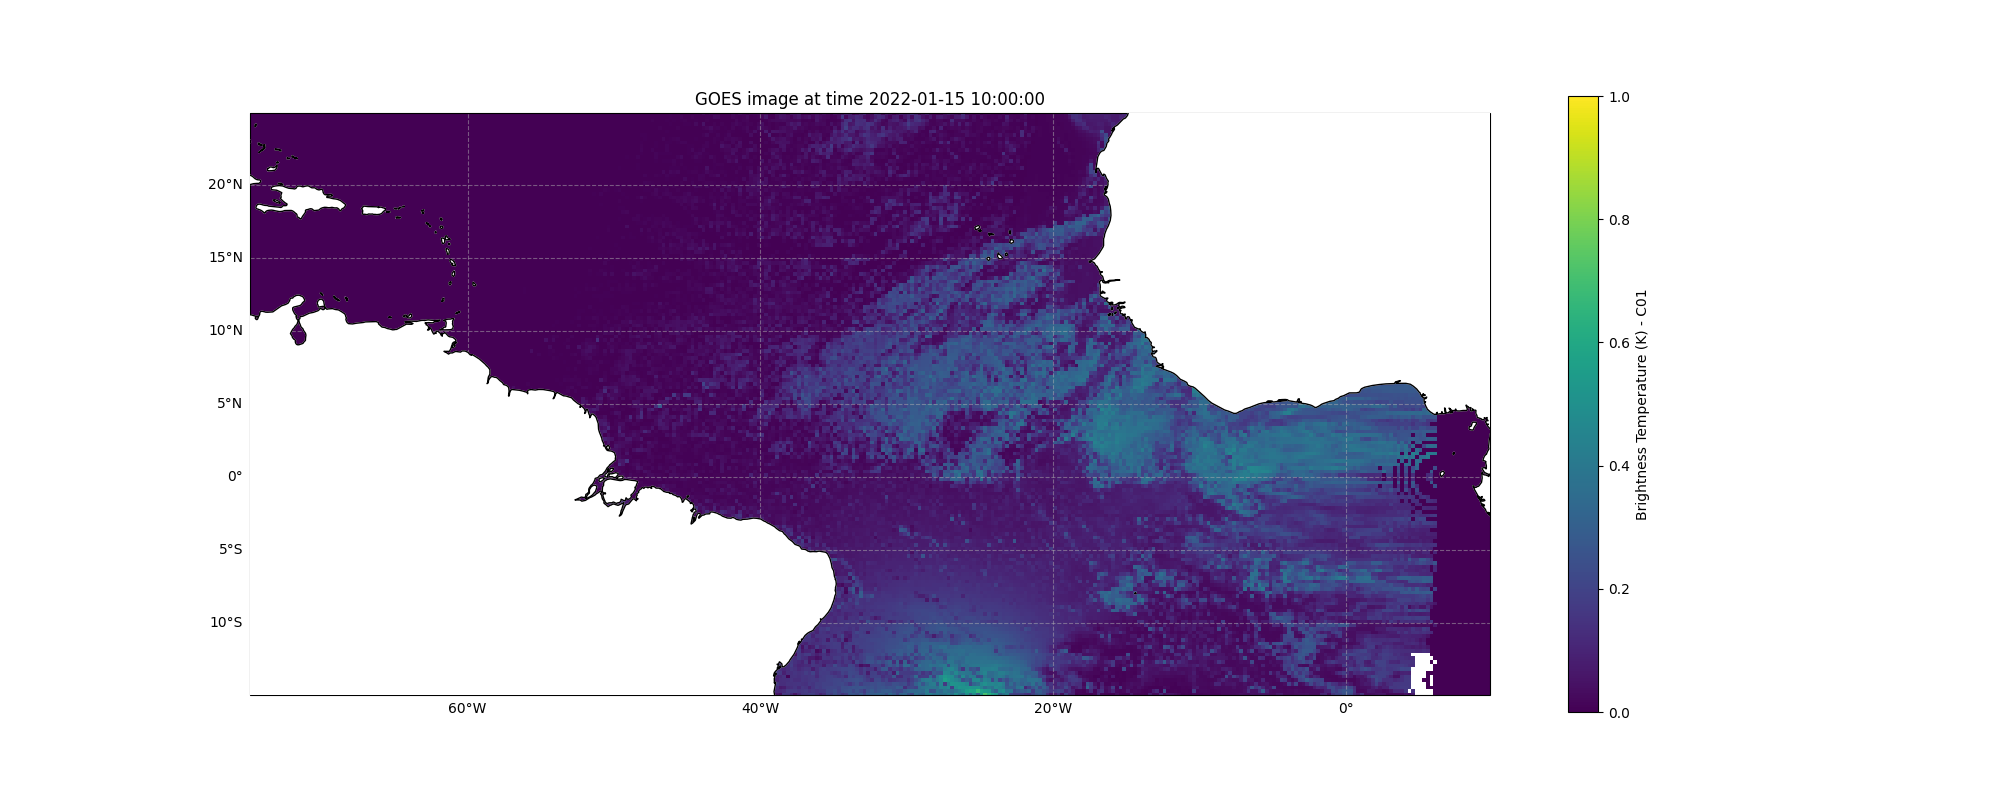 GOES image at time 2022-01-15 10:00:00
20°N
15°N
10°N
5°N
0°
5°S
10°S
60°W
40°W
20°W
0°
1.0
0.8
0.6
0.4
0.2
0.0
Brightness Temperature (K) - C01